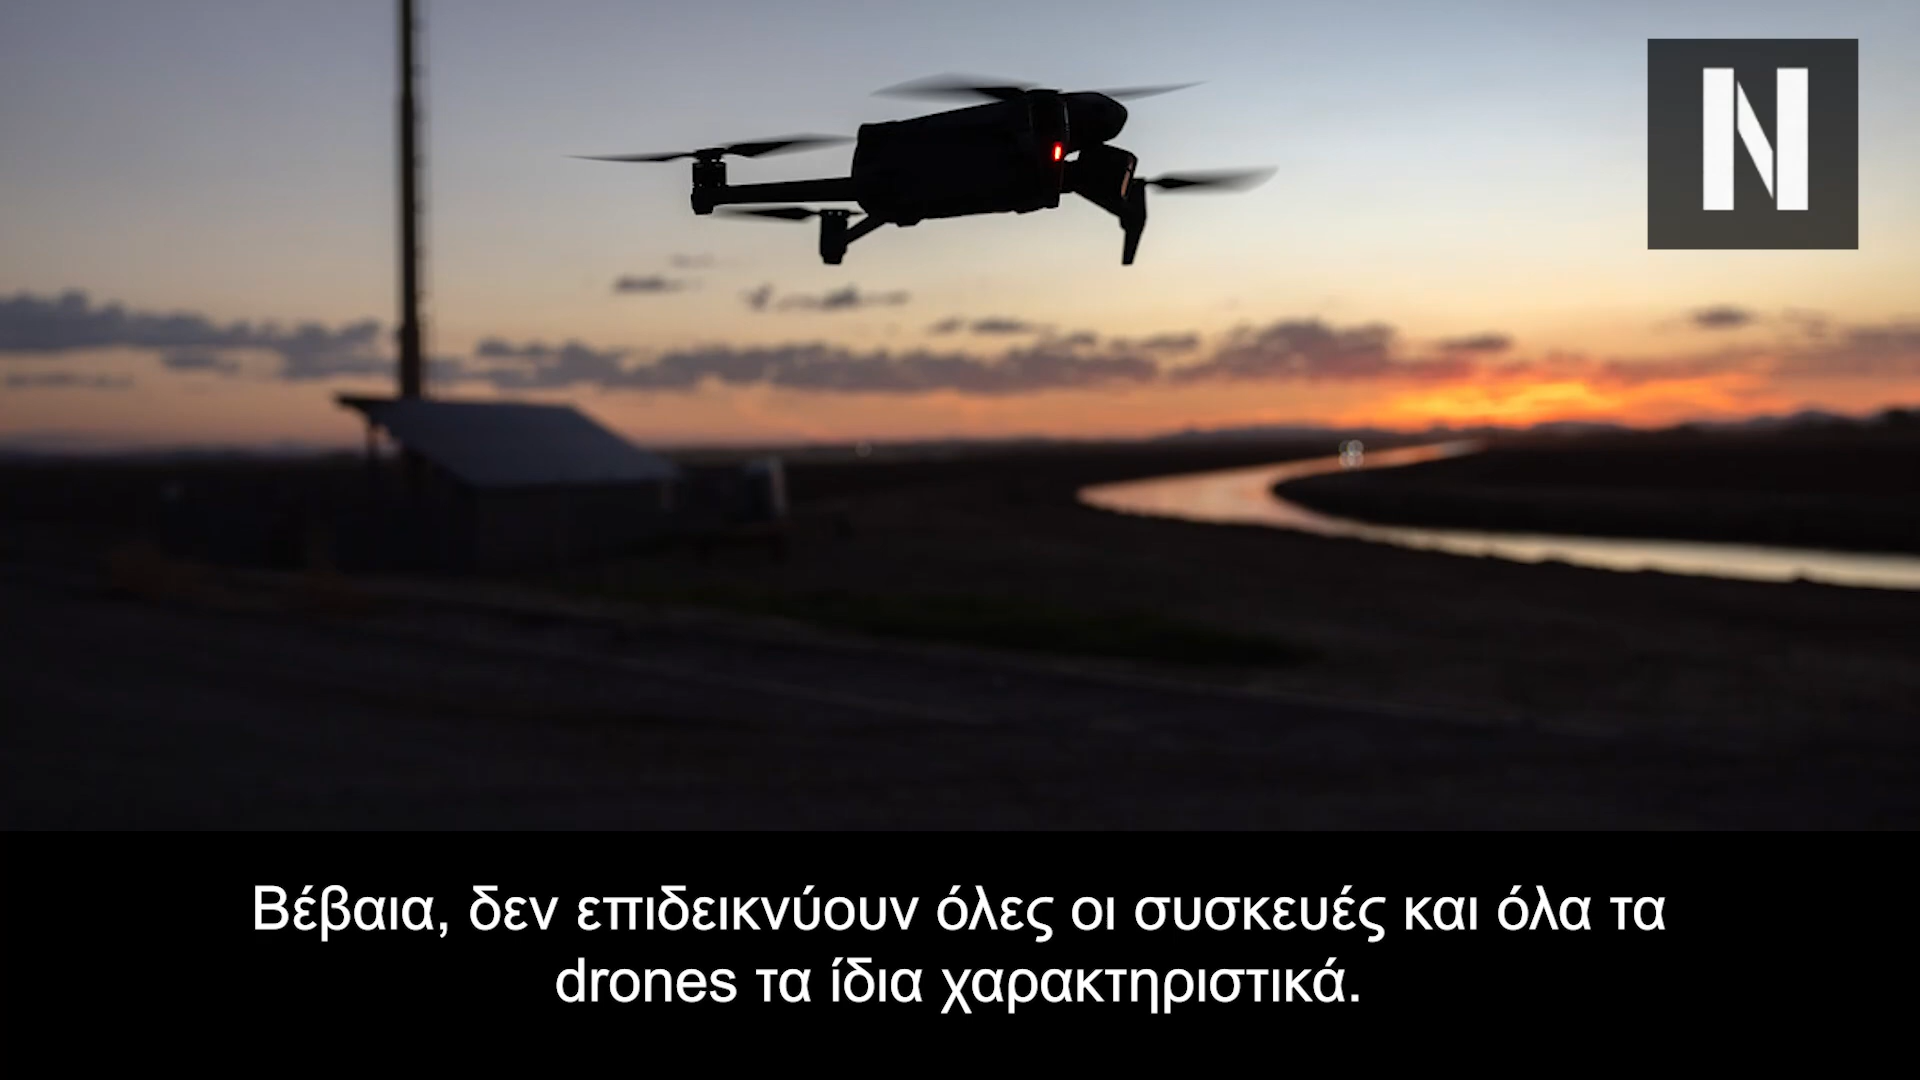 N
Βέβαια, δεν επιδεικνύουν όλες οι συσκευές και όλα τα
drones τα ίδια χαρακτηριστικά.